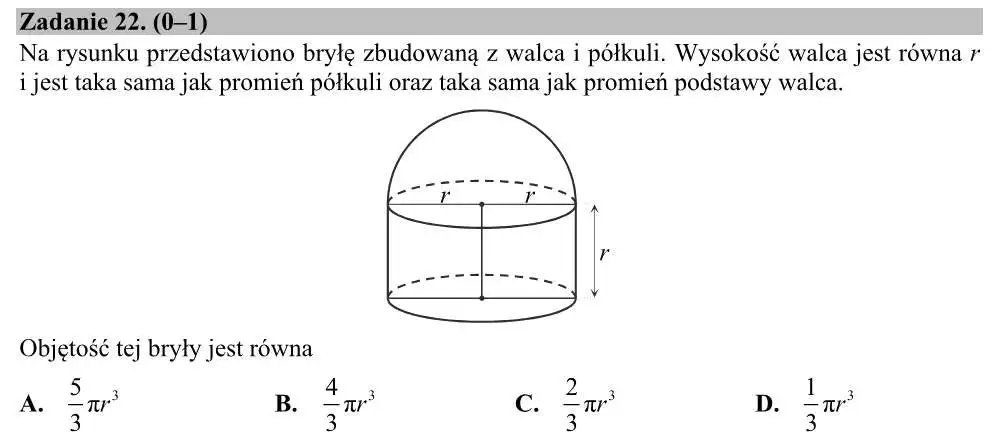 Zadanie 22. (0–1)
Na rysunku przedstawiono bryłę zbudowaną z walca i półkuli. Wysokość walca jest równa r
i jest taka sama jak promień półkuli oraz taka sama jak promień podstawy walca.
r r
r
Objętość tej bryły jest równa
A. 5/3 πr³ B. 4/3 πr³ C. 2/3 πr³ D. 1/3 πr³